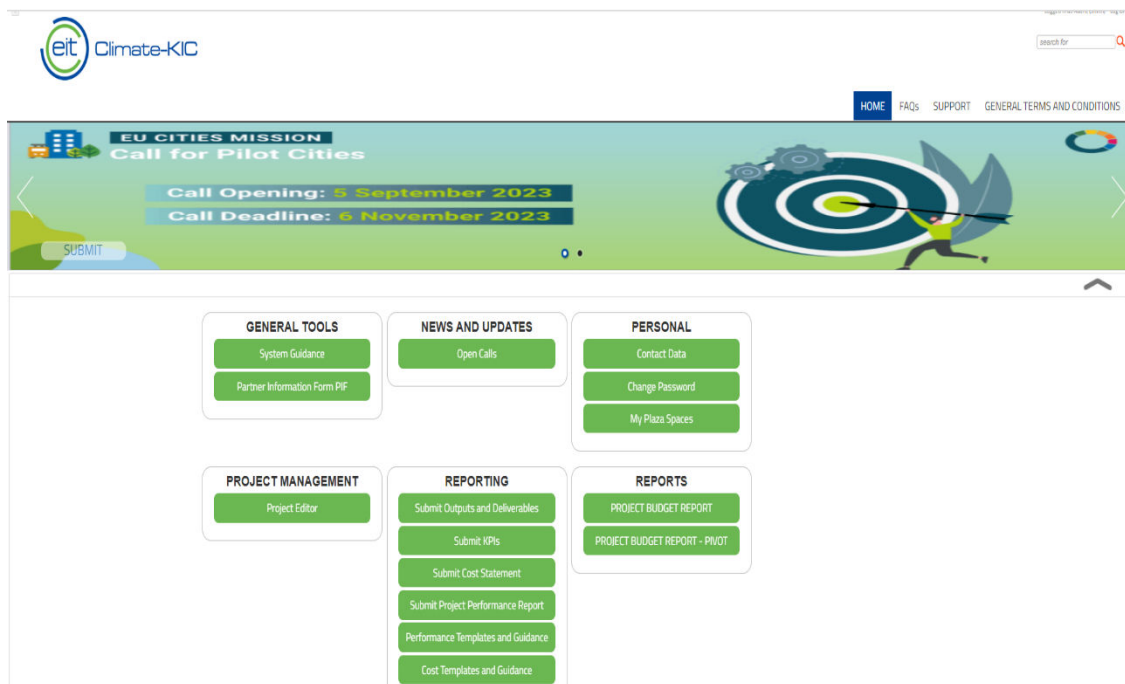 eit Climate-KIC
search for
HOME FAQs SUPPORT GENERAL TERMS AND CONDITIONS
EU CITIES MISSION
Call for Pilot Cities
Call Opening: 5 September 2023
Call Deadline: 6 November 2023
SUBMIT
GENERAL TOOLS
System Guidance
Partner Information Form PIF
NEWS AND UPDATES
Open Calls
PERSONAL
Contact Data
Change Password
My Plaza Spaces
PROJECT MANAGEMENT
Project Editor
REPORTING
Submit Outputs and Deliverables
Submit KPIs
Submit Cost Statement
Submit Project Performance Report
Performance Templates and Guidance
Cost Templates and Guidance
REPORTS
PROJECT BUDGET REPORT
PROJECT BUDGET REPORT - PIVOT